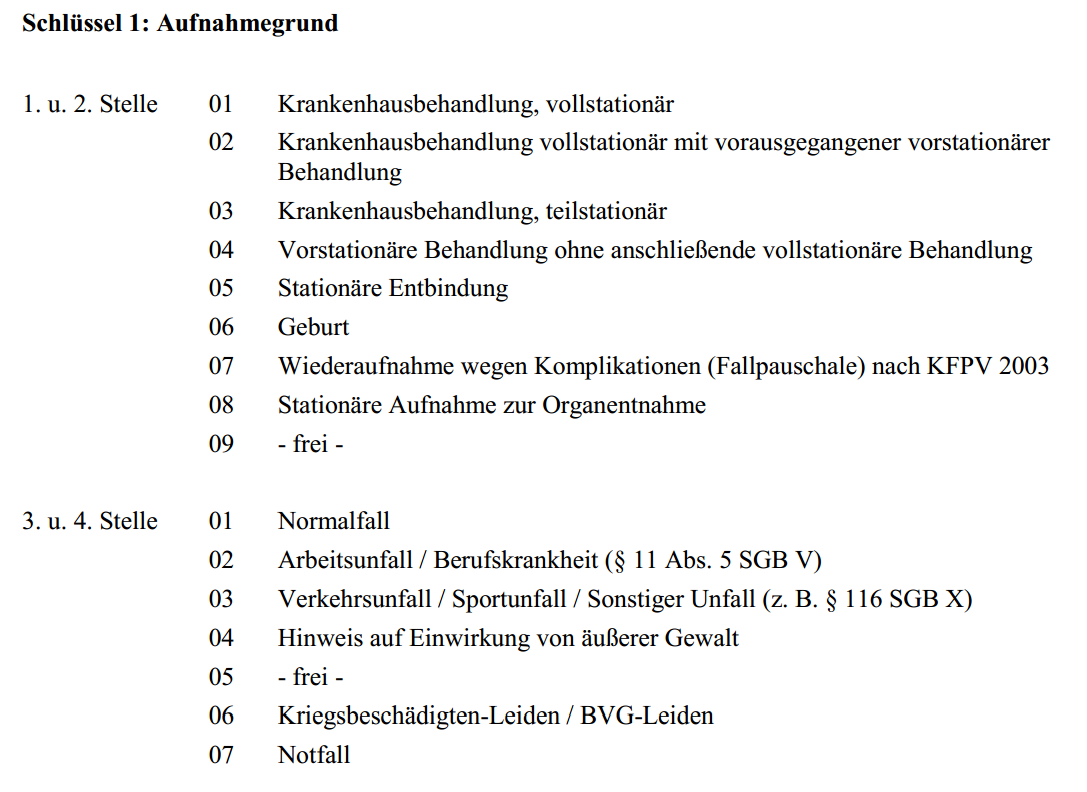 Schlüssel 1: Aufnahmegrund
1. u. 2. Stelle 01 Krankenhausbehandlung, vollstationär
02 Krankenhausbehandlung vollstationär mit vorausgegangener vorstationärer
Behandlung
03 Krankenhausbehandlung, teilstationär
04 Vorstationäre Behandlung ohne anschließende vollstationäre Behandlung
05 Stationäre Entbindung
06 Geburt
07 Wiederaufnahme wegen Komplikationen (Fallpauschale) nach KFPV 2003
08 Stationäre Aufnahme zur Organentnahme
09 - frei -
3. u. 4. Stelle 01 Normalfall
02 Arbeitsunfall / Berufskrankheit (§ 11 Abs. 5 SGB V)
03 Verkehrsunfall / Sportunfall / Sonstiger Unfall (z. B. § 116 SGB X)
04 Hinweis auf Einwirkung von äußerer Gewalt
05 - frei -
06 Kriegsbeschädigten-Leiden / BVG-Leiden
07 Notfall